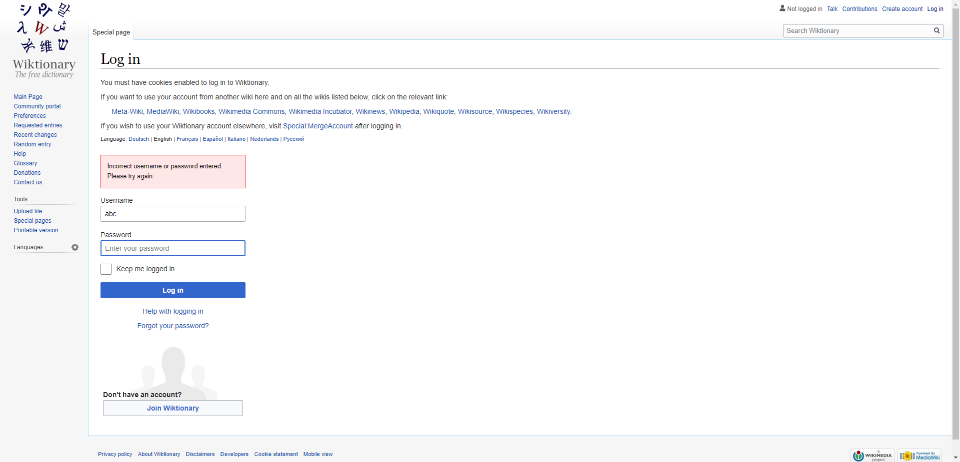 Not logged in Talk Contributions Create account Log in
Special page
Search Wiktionary
Wiktionary
The free dictionary
Main Page
Community portal
Preferences
Requested entries
Recent changes
Random entry
Help
Glossary
Donations
Contact us
Tools
Upload file
Special pages
Printable version
Languages
Log in
You must have cookies enabled to log in to Wiktionary.
If you want to use your account from another wiki here and on all the wikis listed below, click on the relevant link:
Meta-Wiki, MediaWiki, Wikibooks, Wikimedia Commons, Wikimedia Incubator, Wikinews, Wikipedia, Wikiquote, Wikisource, Wikispecies, Wikiversity.
If you wish to use your Wiktionary account elsewhere, visit Special:MergeAccount after logging in.
Language: Deutsch | English | Français | Español | Italiano | Nederlands | Русский
Incorrect username or password entered.
Please try again.
Username
abc
Password
Enter your password
Keep me logged in
Log in
Help with logging in
Forgot your password?
Don't have an account?
Join Wiktionary
Privacy policy About Wiktionary Disclaimers Developers Cookie statement Mobile view
A WIKIMEDIA project
Powered By MediaWiki